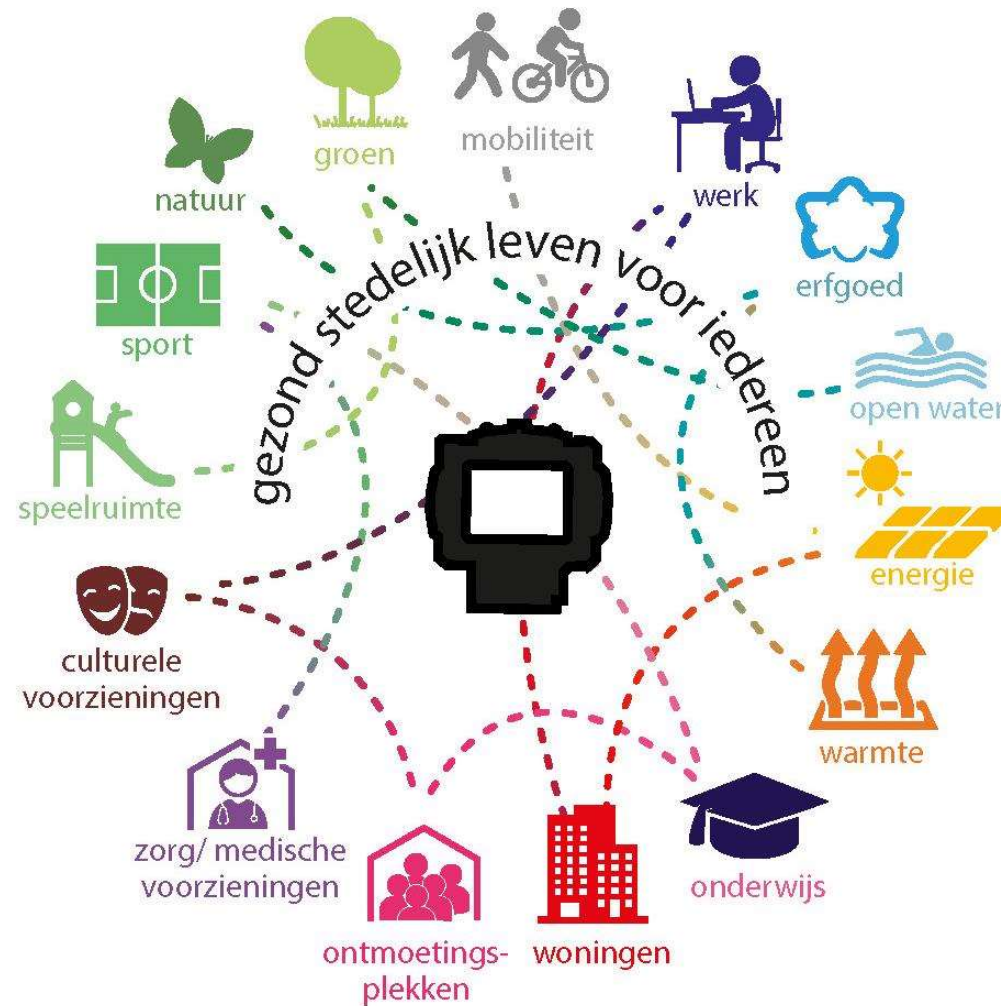 groen
mobiliteit
werk
natuur
erfgoed
sport
open water
speelruimte
energie
culturele
voorzieningen
warmte
zorg/ medische
voorzieningen
onderwijs
ontmoetings-
plekken
woningen
gezond stedelijk leven voor iedereen